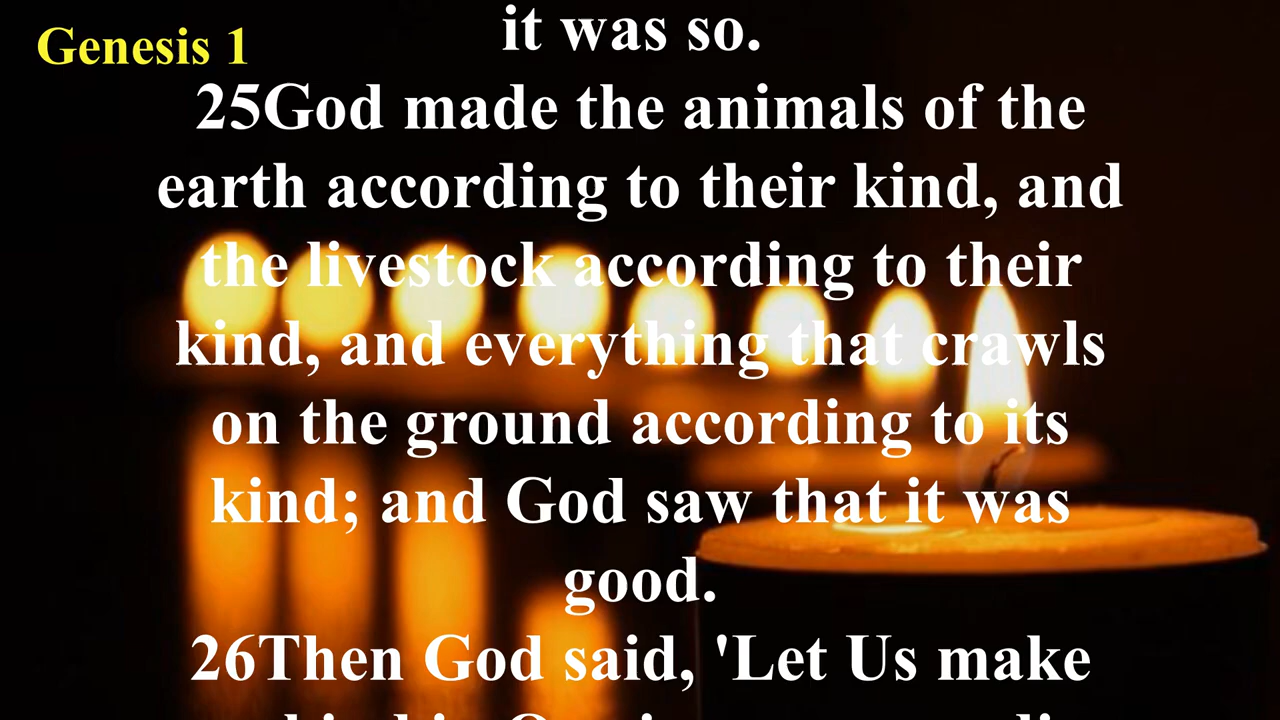 Genesis 1
it was so.
25God made the animals of the
earth according to their kind, and
the livestock according to their
kind, and everything that crawls
on the ground according to its
kind; and God saw that it was
good.
26Then God said, 'Let Us make